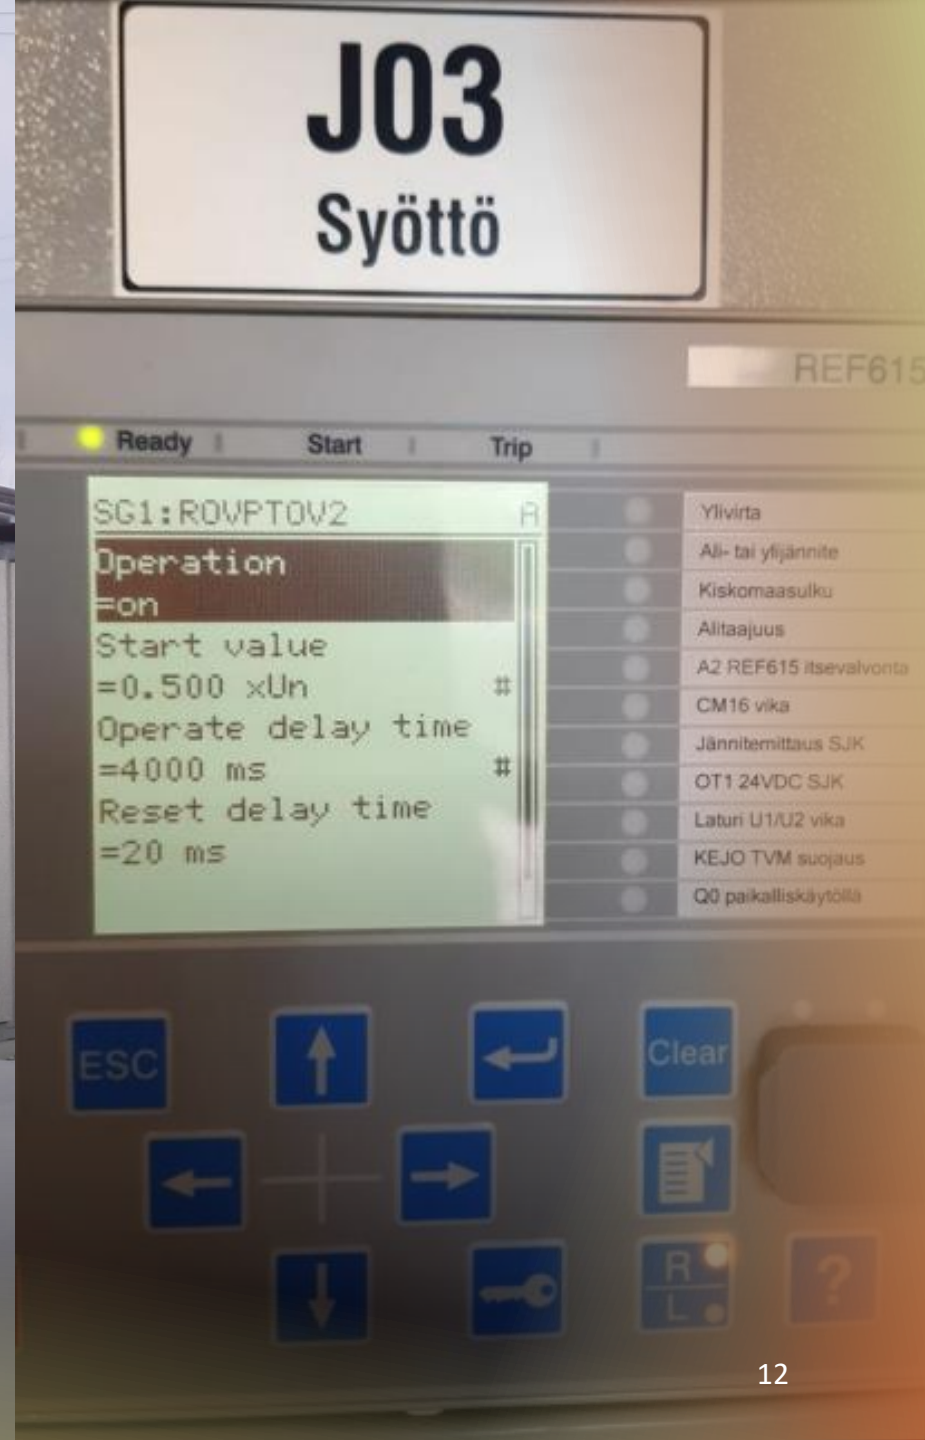 J03
Syöttö
REF615
Ready
Start
Trip
SG1:ROVPTOV2 A
Operation
=on
Start value
=0.500 xUn #
Operate delay time
=4000 ms #
Reset delay time
=20 ms
Ylivirta
Ali- tai ylijännite
Kiskomaasulku
Alitaajuus
A2 REF615 itsevalvonta
CM16 vika
Jännitemittaus SJK
OT1 24VDC SJK
Laturi U1/U2 vika
KEJO TVM suojaus
Q0 paikalliskäytöllä
ESC
Clear
R
L
?
12